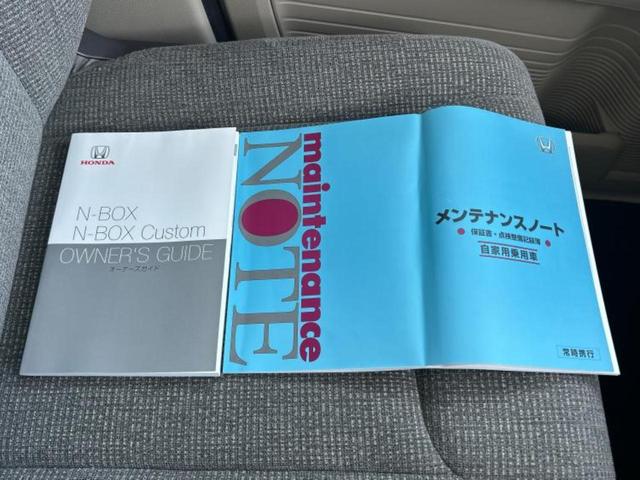 HONDA
N-BOX
N-BOX Custom
OWNER'S GUIDE
オーナーズガイド
maintenance
NOTE
メンテナンスノート
保証書・点検整備記録簿
自家用乗用車
常時携行